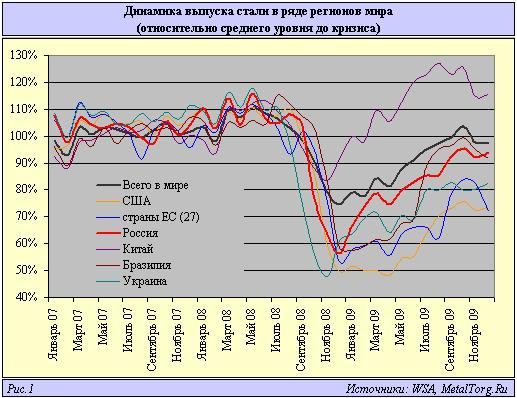 Динамика выпуска стали в ряде регионов мира
(относительно среднего уровня до кризиса)
130%
120%
110%
100%
90%
80%
70%
60%
50%
40%
Всего в мире
США
страны ЕС (27)
Россия
Китай
Бразилия
Украина
Январь 07
Март 07
Май 07
Июль 07
Сентябрь 07
Ноябрь 07
Январь 08
Март 08
Май 08
Июль 08
Сентябрь 08
Ноябрь 08
Январь 09
Март 09
Май 09
Июль 09
Сентябрь 09
Ноябрь 09
Рис.1 Источники: WSA, MetalTorg.Ru